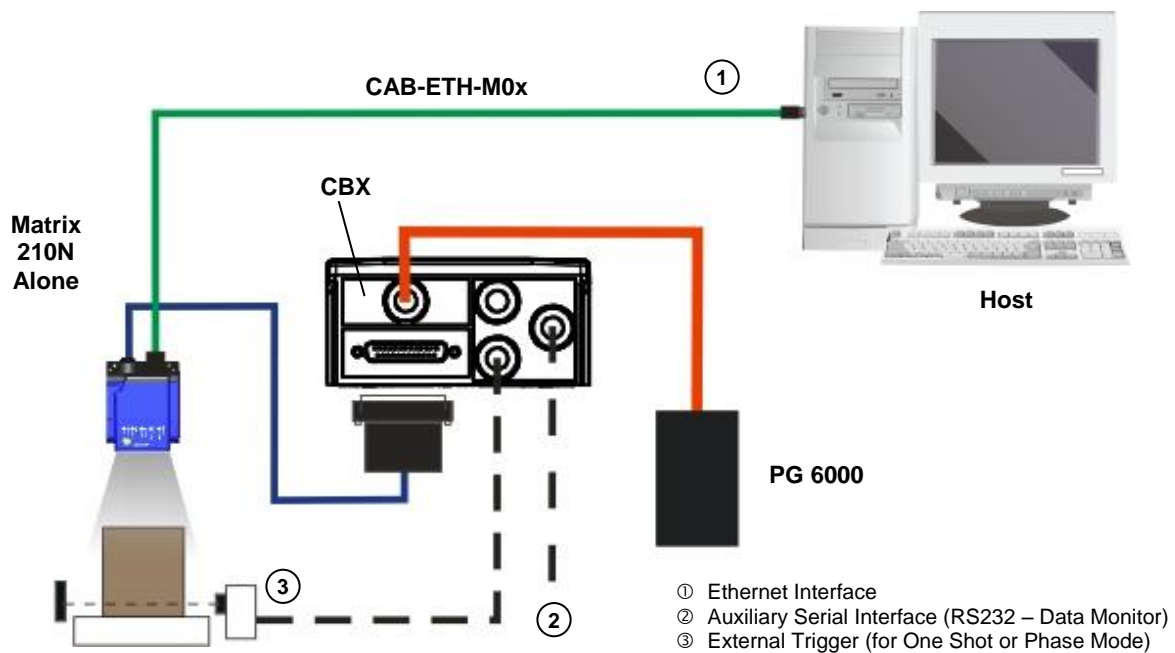 CAB-ETH-M0x
1
CBX
Matrix
210N
Alone
Host
PG 6000
3
2
① Ethernet Interface
② Auxiliary Serial Interface (RS232 – Data Monitor)
③ External Trigger (for One Shot or Phase Mode)